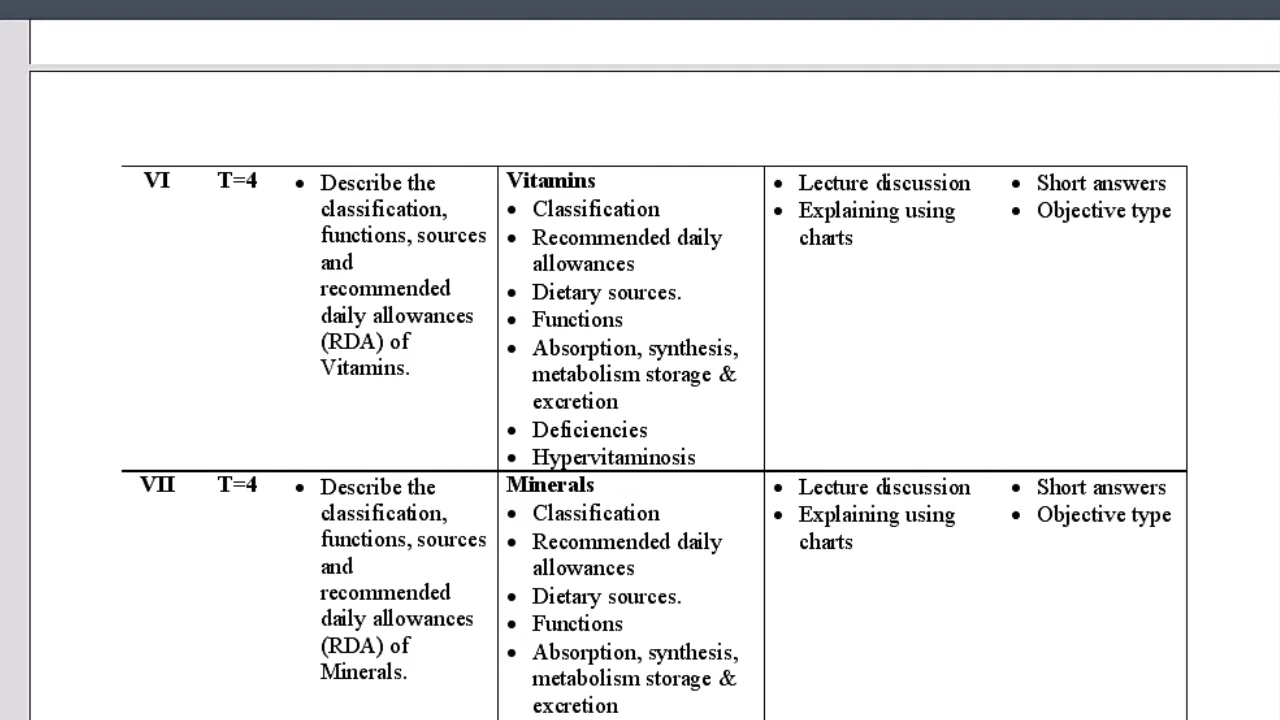 VI T=4
• Describe the
classification,
functions, sources
and
recommended
daily allowances
(RDA) of
Vitamins.
Vitamins
• Classification
• Recommended daily
allowances
• Dietary sources.
• Functions
• Absorption, synthesis,
metabolism storage &
excretion
• Deficiencies
• Hypervitaminosis
• Lecture discussion
• Explaining using
charts
• Short answers
• Objective type
VII T=4
• Describe the
classification,
functions, sources
and
recommended
daily allowances
(RDA) of
Minerals.
Minerals
• Classification
• Recommended daily
allowances
• Dietary sources.
• Functions
• Absorption, synthesis,
metabolism storage &
excretion
• Lecture discussion
• Explaining using
charts
• Short answers
• Objective type